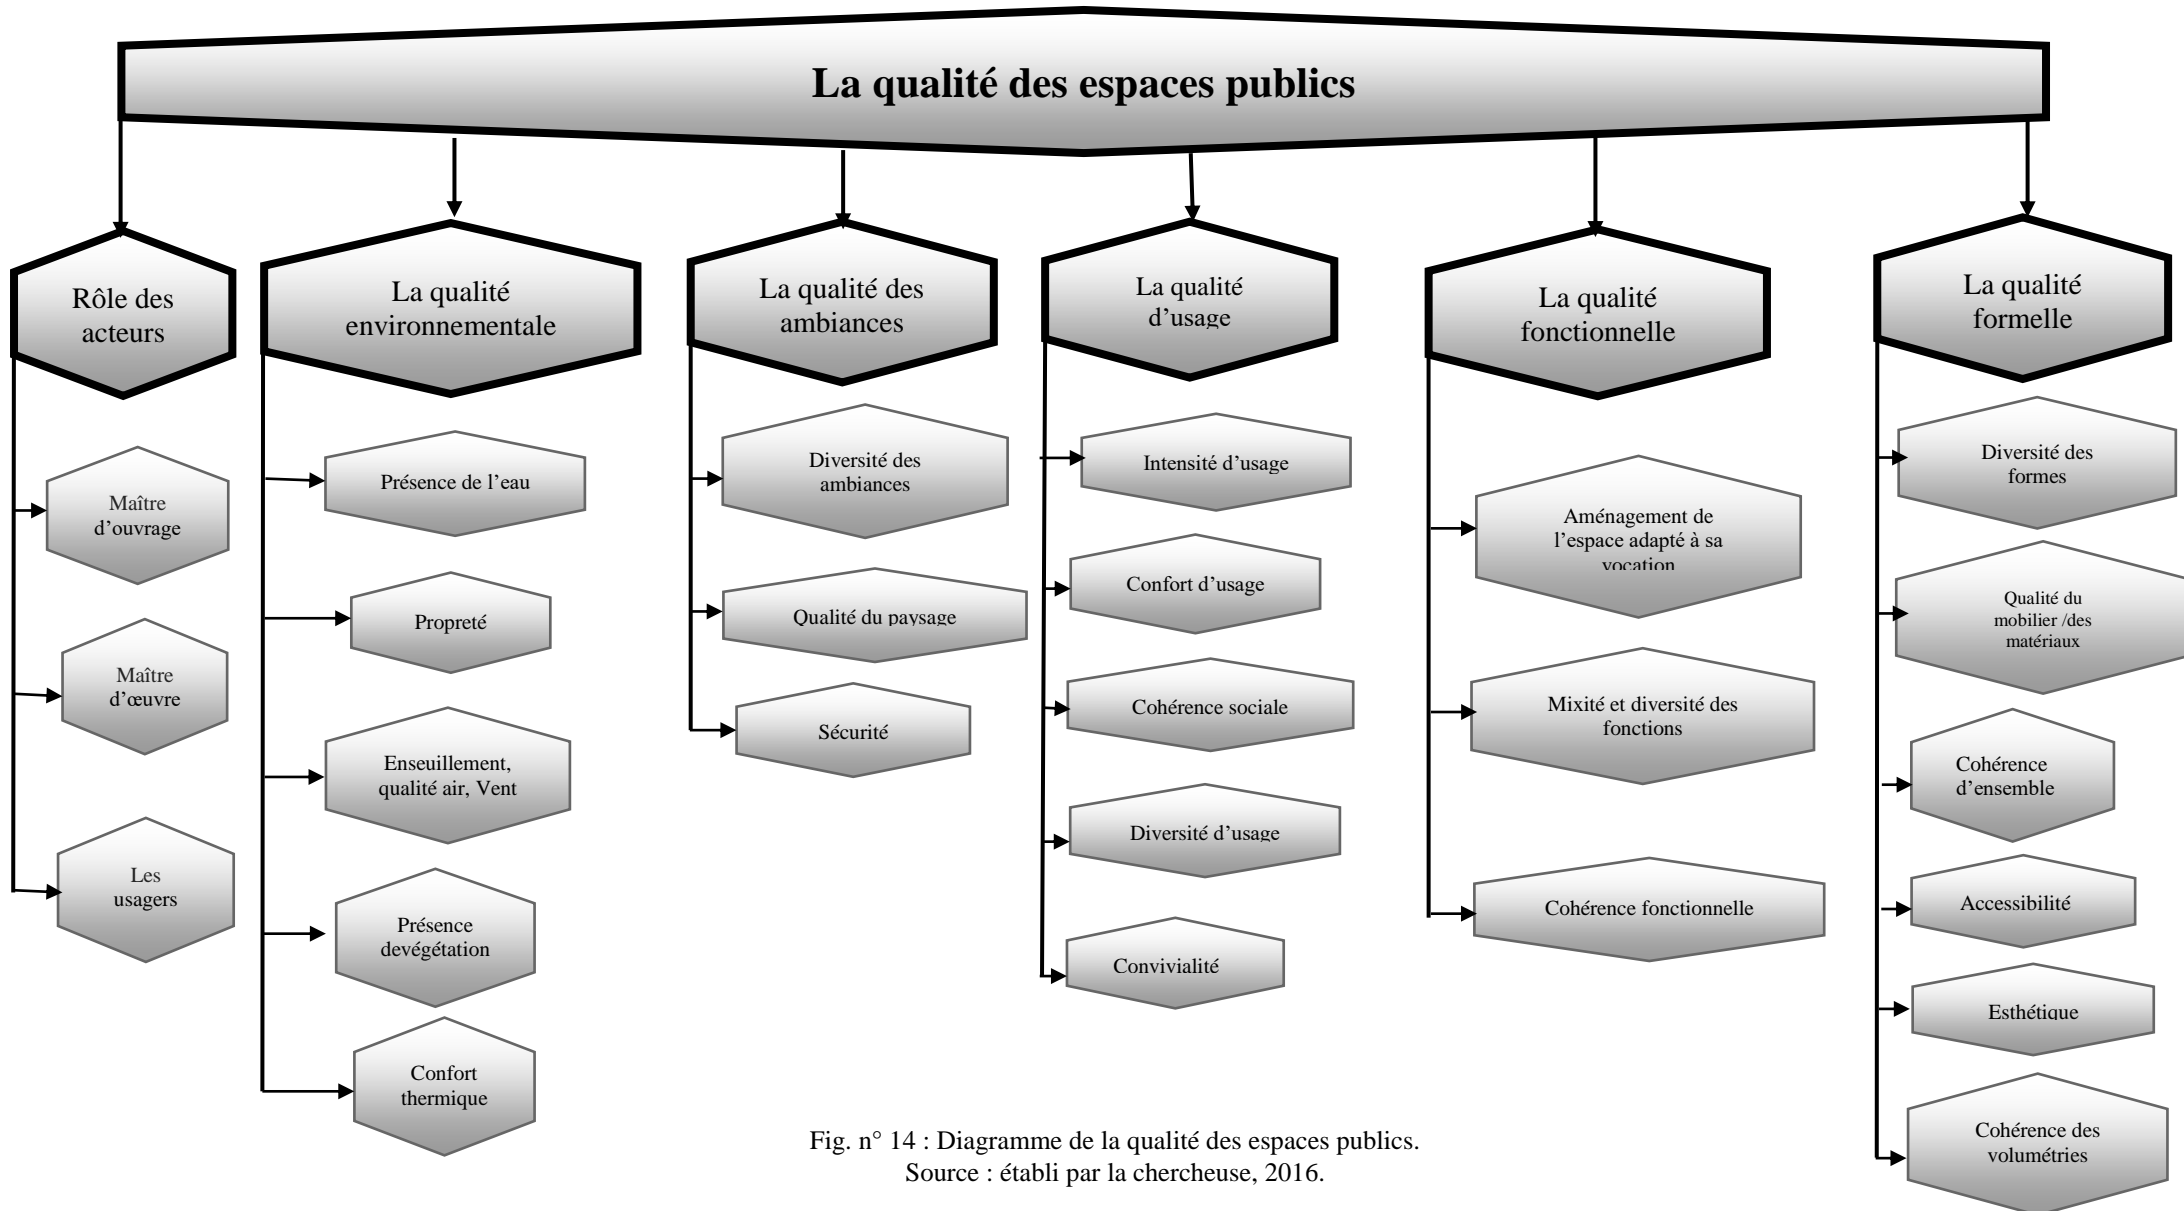 La qualité des espaces publics
Rôle des
acteurs
Maître
d'ouvrage
Maître
d'œuvre
Les
usagers
La qualité
environnementale
Présence de l'eau
Propreté
Enseuillement,
qualité air, Vent
Présence
devégétation
Confort
thermique
La qualité des
ambiances
Diversité des
ambiances
Qualité du paysage
Sécurité
La qualité
d'usage
Intensité d'usage
Confort d'usage
Cohérence sociale
Diversité d'usage
Convivialité
La qualité
fonctionnelle
Aménagement de
l'espace adapté à sa
vocation
Mixité et diversité des
fonctions
Cohérence fonctionnelle
La qualité
formelle
Diversité des
formes
Qualité du
mobilier /des
matériaux
Cohérence
d'ensemble
Accessibilité
Esthétique
Cohérence des
volumétries
Fig. n° 14 : Diagramme de la qualité des espaces publics.
Source : établi par la chercheuse, 2016.